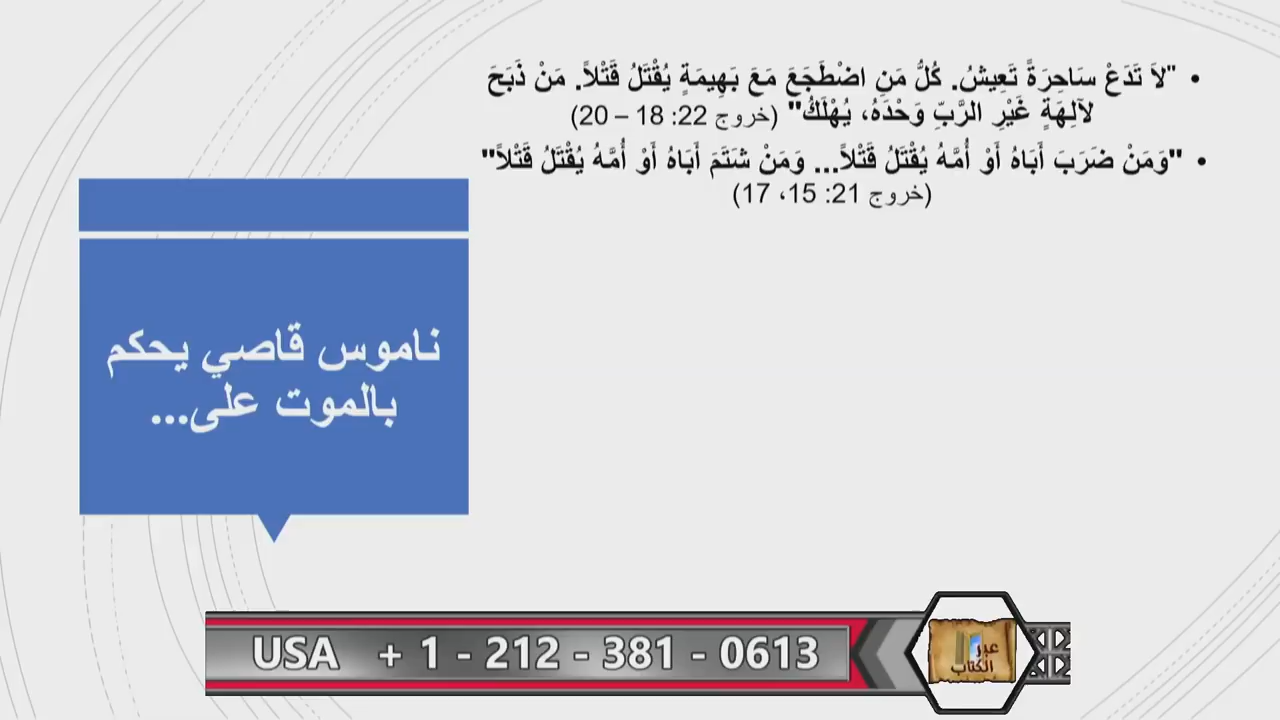 • "لاَ تَدَعْ سَاحِرَةً تَعِيشُ. كُلُّ مَنِ اضْطَجَعَ مَعَ بَهِيمَةٍ يُقْتَلُ قَتْلاً. مَنْ ذَبَحَ
لآلِهَةٍ غَيْرِ الرَّبِّ وَحْدَهُ، يُهْلَكُ" (خروج 22: 18 – 20)
• "وَمَنْ ضَرَبَ أَبَاهُ أَوْ أُمَّهُ يُقْتَلُ قَتْلاً... وَمَنْ شَتَمَ أَبَاهُ أَوْ أُمَّهُ يُقْتَلُ قَتْلاً"
(خروج 21: 15، 17)
ناموس قاصي يحكم
بالموت على...
USA + 1 - 212 - 381 - 0613
عبر
الكتاب